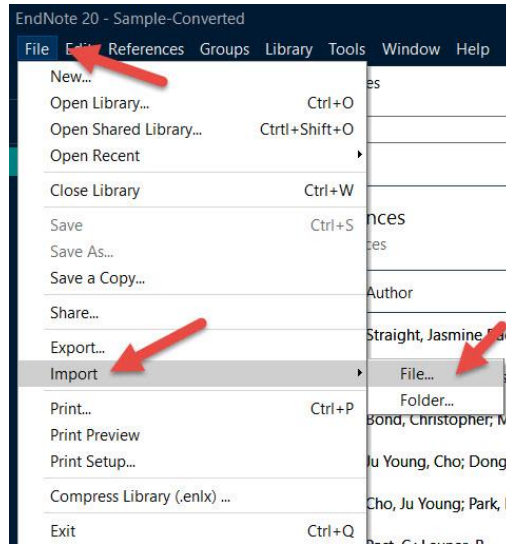 EndNote 20 - Sample-Converted
File Edit References Groups Library Tools Window Help
New...
es
Open Library... Ctrl+O
Open Shared Library... Ctrtl+Shift+O
Open Recent
Close Library Ctrl+W
Save Ctrl+S
nces
Save As...
ces
Save a Copy...
Author
Share...
Straight, Jasmine
Export...
Import
File...
Folder...
Print... Ctrl+P
Bond, Christopher; M
Print Preview
Print Setup...
Ju Young, Cho; Dong
Compress Library (.enlx) ...
Cho, Ju Young; Park,
Exit Ctrl+Q